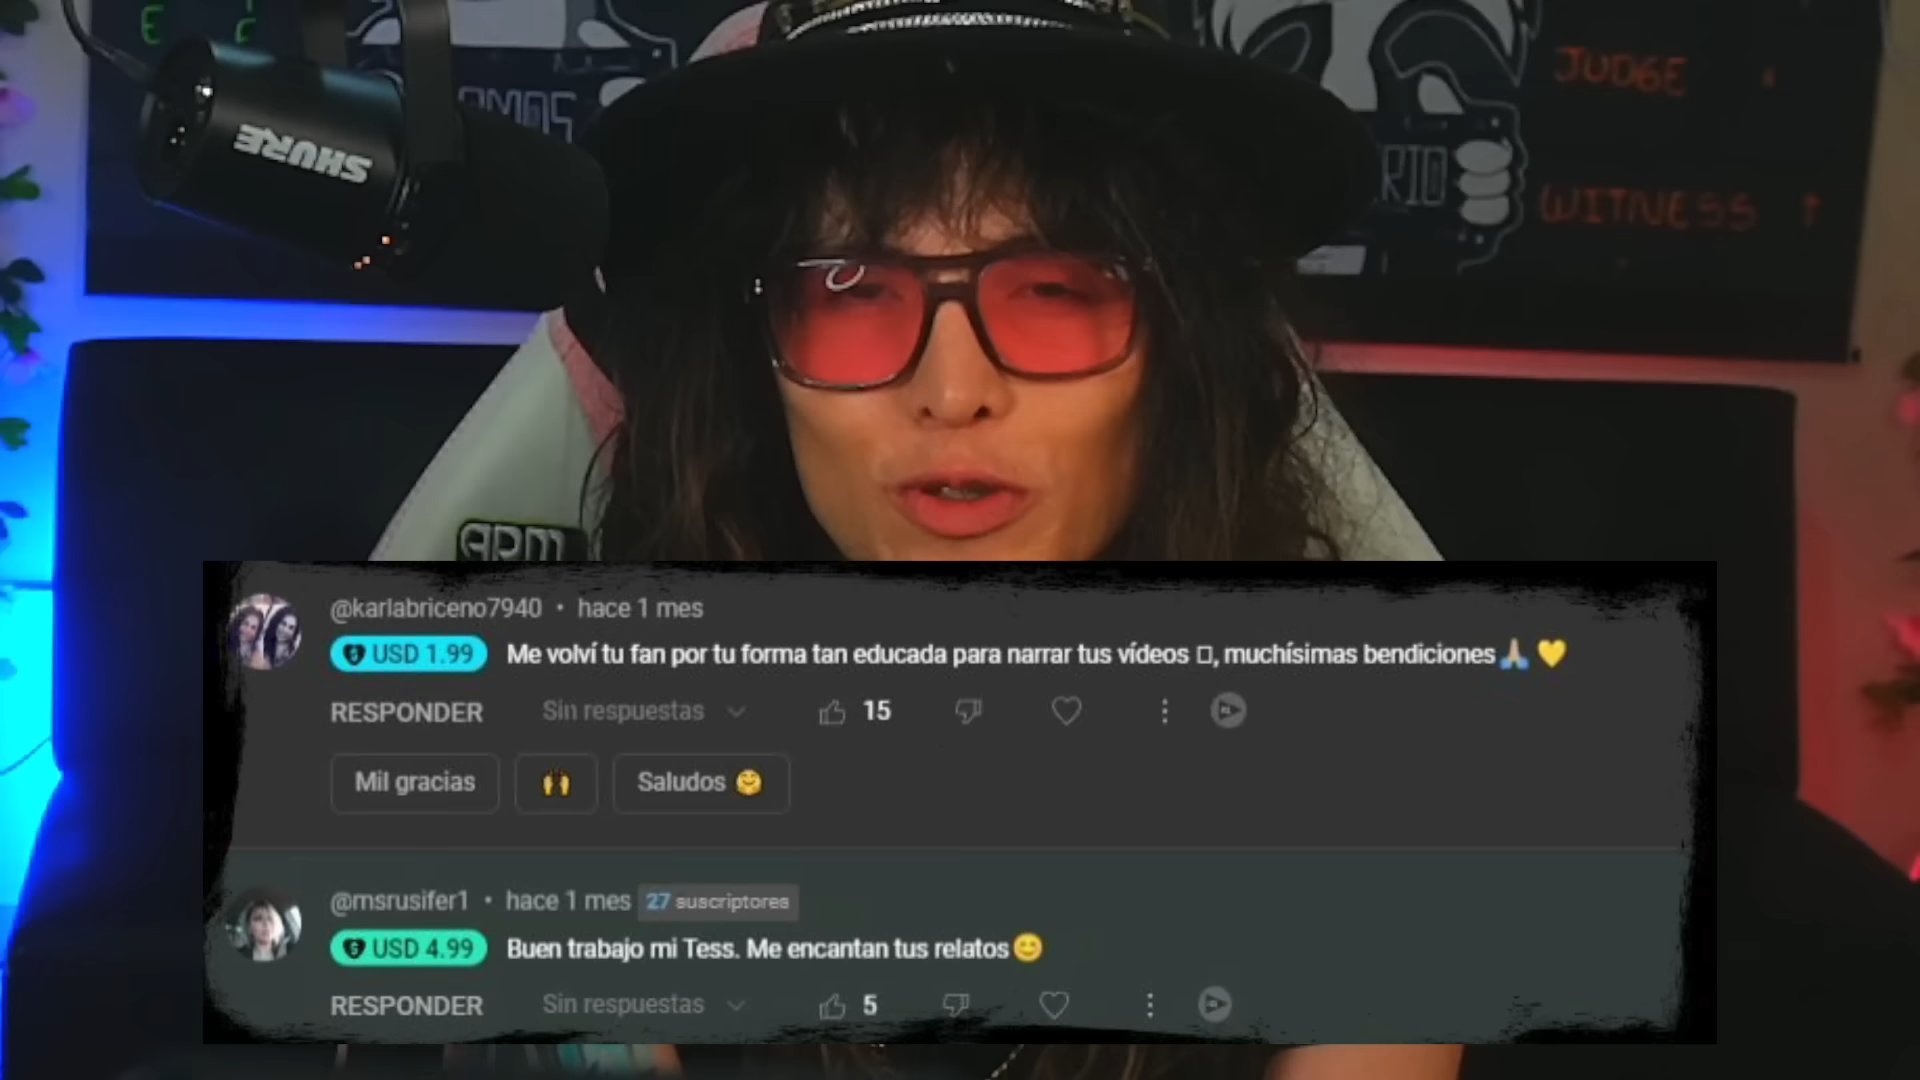 E
C
SHURE
JUDGE
RIO
WITNESS
@karlabriceno7940 • hace 1 mes
USD 1.99 Me volví tu fan por tu forma tan educada para narrar tus vídeos □, muchísimas bendiciones🙏🏼💛
RESPONDER Sin respuestas 15
Mil gracias 🙌 Saludos 🤗
@msrusifer1 • hace 1 mes 27 suscriptores
USD 4.99 Buen trabajo mi Tess. Me encantan tus relatos😊
RESPONDER Sin respuestas 5